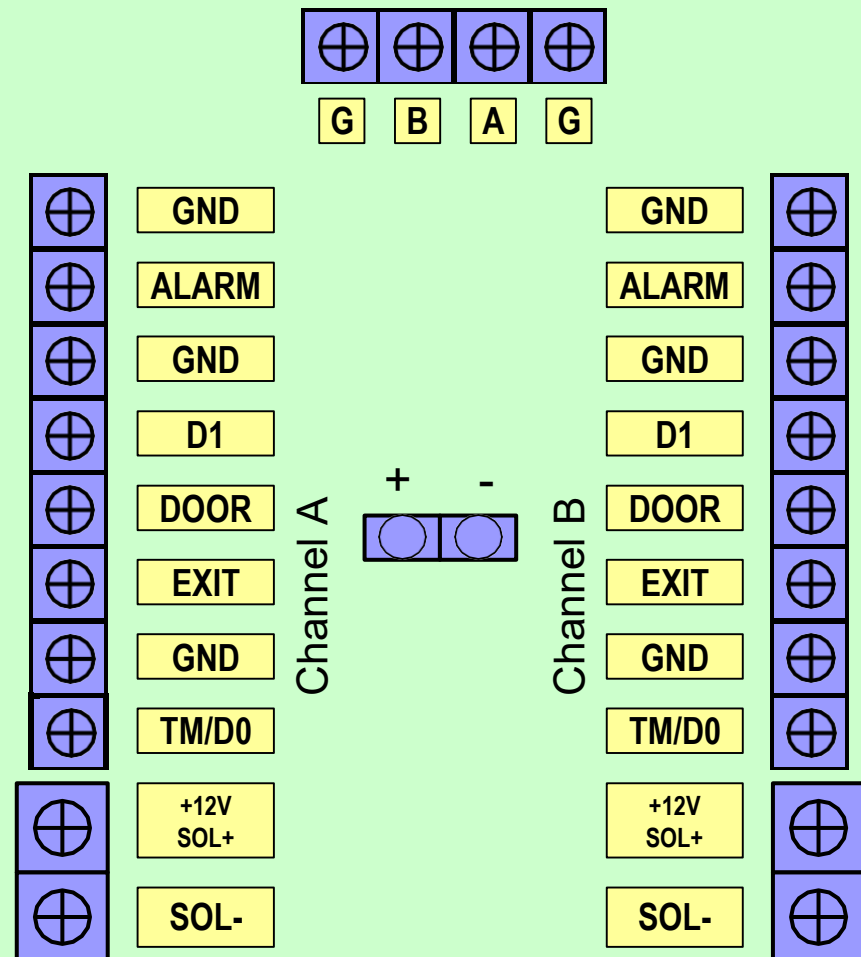 G B A G
GND GND
ALARM ALARM
GND GND
D1 D1
+ -
DOOR DOOR
Channel A
Channel B
EXIT EXIT
GND GND
TM/D0 TM/D0
+12V +12V
SOL+ SOL+
SOL- SOL-